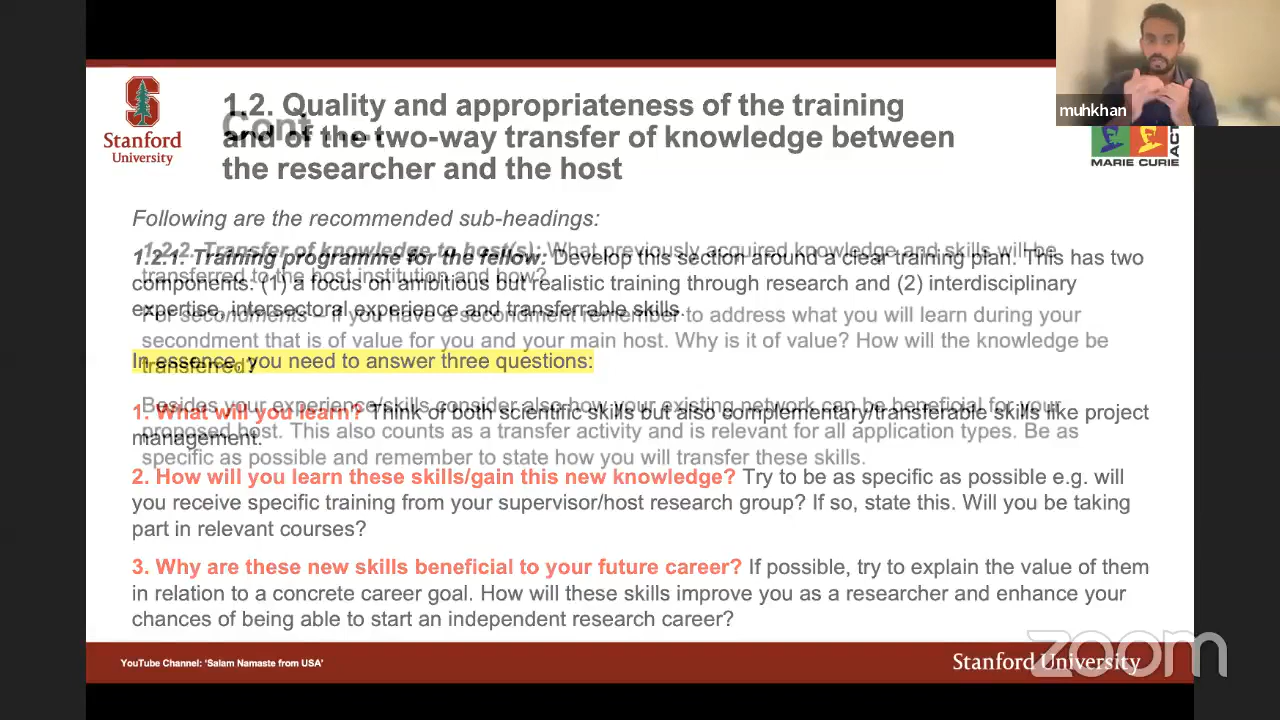 muhkhan
Stanford
University
MARIE CURIE
ACT
1.2. Quality and appropriateness of the training
and of the two-way transfer of knowledge between
the researcher and the host
Cont ....
Following are the recommended sub-headings:
1.2.1. Training programme for the fellow: Develop this section around a clear training plan. This has two
components: (1) a focus on ambitious but realistic training through research and (2) interdisciplinary
expertise, intersectoral experience and transferrable skills.
In essence, you need to answer three questions:
1. What will you learn? Think of both scientific skills but also complementary/transferable skills like project
management.
2. How will you learn these skills/gain this new knowledge? Try to be as specific as possible e.g. will
you receive specific training from your supervisor/host research group? If so, state this. Will you be taking
part in relevant courses?
3. Why are these new skills beneficial to your future career? If possible, try to explain the value of them
in relation to a concrete career goal. How will these skills improve you as a researcher and enhance your
chances of being able to start an independent research career?
1.2.2. Transfer of knowledge to host(s): What previously acquired knowledge and skills will be
transferred to the host institution and how?
For secondments – if you have a secondment remember to address what you will learn during your
secondment that is of value for you and your main host. Why is it of value? How will the knowledge be
transferred?
Besides your experience/skills consider also how your existing network can be beneficial for your
proposed host. This also counts as a transfer activity and is relevant for all application types. Be as
specific as possible and remember to state how you will transfer these skills.
YouTube Channel: 'Salam Namaste from USA'
Stanford University
zoom